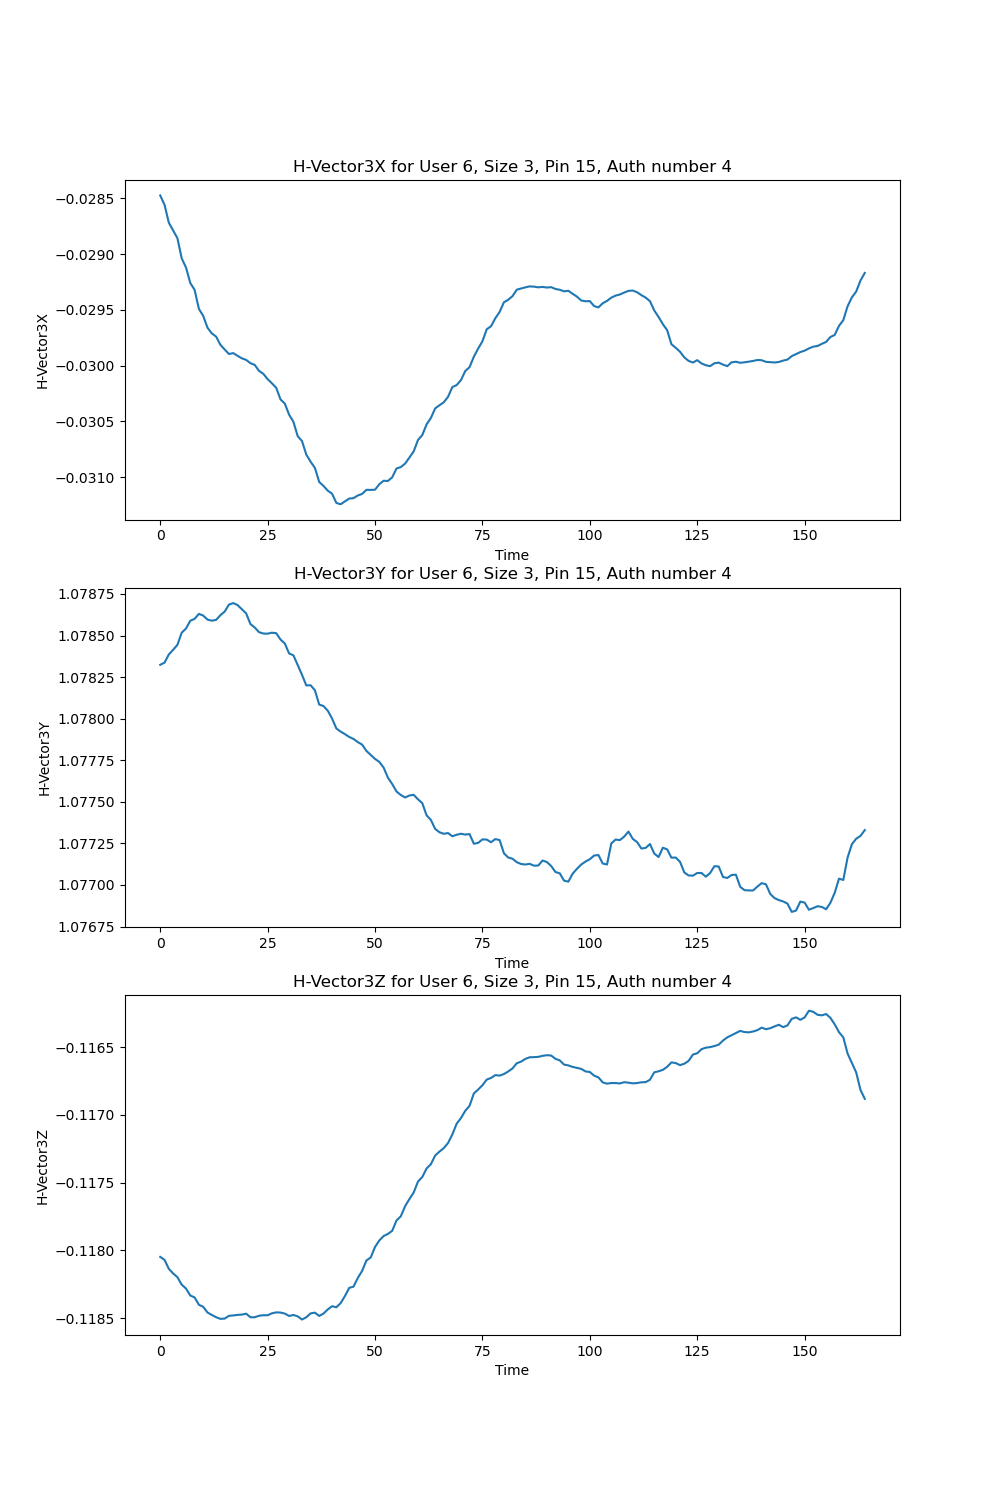 H-Vector3X for User 6, Size 3, Pin 15, Auth number 4
−0.0285
−0.0290
−0.0295
−0.0300
−0.0305
−0.0310
H-Vector3X
0 25 50 75 100 125 150
Time
H-Vector3Y for User 6, Size 3, Pin 15, Auth number 4
1.07875
1.07850
1.07825
1.07800
1.07775
1.07750
1.07725
1.07700
1.07675
H-Vector3Y
0 25 50 75 100 125 150
Time
H-Vector3Z for User 6, Size 3, Pin 15, Auth number 4
−0.1165
−0.1170
−0.1175
−0.1180
−0.1185
H-Vector3Z
0 25 50 75 100 125 150
Time